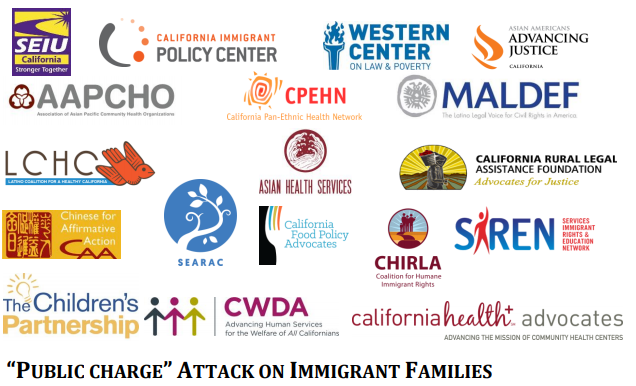 SEIU
California
Stronger Together
CALIFORNIA IMMIGRANT
POLICY CENTER
WESTERN
CENTER
ON LAW & POVERTY
ASIAN AMERICANS
ADVANCING
JUSTICE
CALIFORNIA
AAPCHO
Association of Asian Pacific Community Health Organizations
CPEHN
California Pan-Ethnic Health Network
MALDEF
The Latino Legal Voice for Civil Rights in America
LCHC
LATINO COALITION FOR A HEALTHY CALIFORNIA
ASIAN HEALTH SERVICES
CALIFORNIA RURAL LEGAL
ASSISTANCE FOUNDATION
Advocates for Justice
Chinese for
Affirmative
Action
CAA
SEARAC
California
Food Policy
Advocates
CHIRLA
Coalition for Humane
Immigrant Rights
SIREN
SERVICES
IMMIGRANT
RIGHTS &
EDUCATION
NETWORK
The Children's
Partnership
CWDA
Advancing Human Services
for the Welfare of All Californians
californiahealth+ advocates
ADVANCING THE MISSION OF COMMUNITY HEALTH CENTERS
“PUBLIC CHARGE” ATTACK ON IMMIGRANT FAMILIES